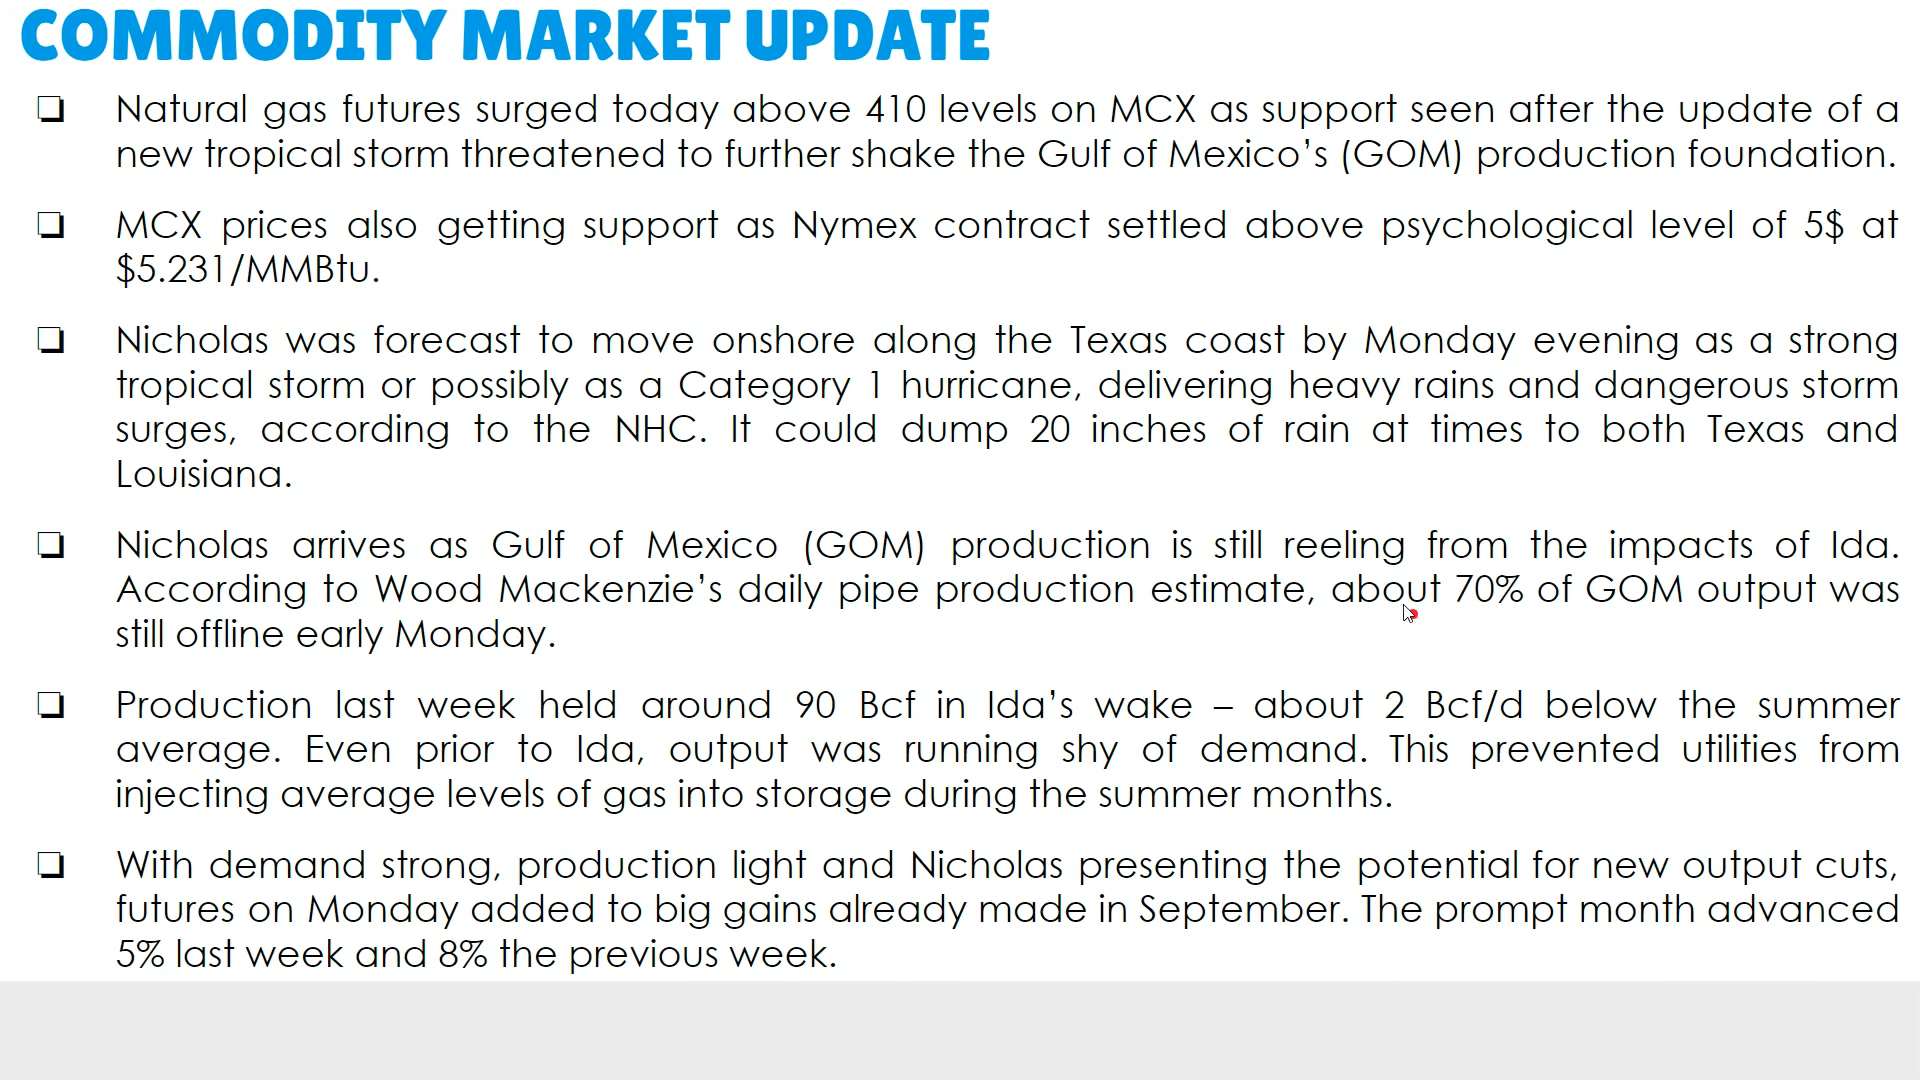 COMMODITY MARKET UPDATE
❏ Natural gas futures surged today above 410 levels on MCX as support seen after the update of a
new tropical storm threatened to further shake the Gulf of Mexico’s (GOM) production foundation.
❏ MCX prices also getting support as Nymex contract settled above psychological level of 5$ at
$5.231/MMBtu.
❏ Nicholas was forecast to move onshore along the Texas coast by Monday evening as a strong
tropical storm or possibly as a Category 1 hurricane, delivering heavy rains and dangerous storm
surges, according to the NHC. It could dump 20 inches of rain at times to both Texas and
Louisiana.
❏ Nicholas arrives as Gulf of Mexico (GOM) production is still reeling from the impacts of Ida.
According to Wood Mackenzie’s daily pipe production estimate, about 70% of GOM output was
still offline early Monday.
❏ Production last week held around 90 Bcf in Ida’s wake – about 2 Bcf/d below the summer
average. Even prior to Ida, output was running shy of demand. This prevented utilities from
injecting average levels of gas into storage during the summer months.
❏ With demand strong, production light and Nicholas presenting the potential for new output cuts,
futures on Monday added to big gains already made in September. The prompt month advanced
5% last week and 8% the previous week.